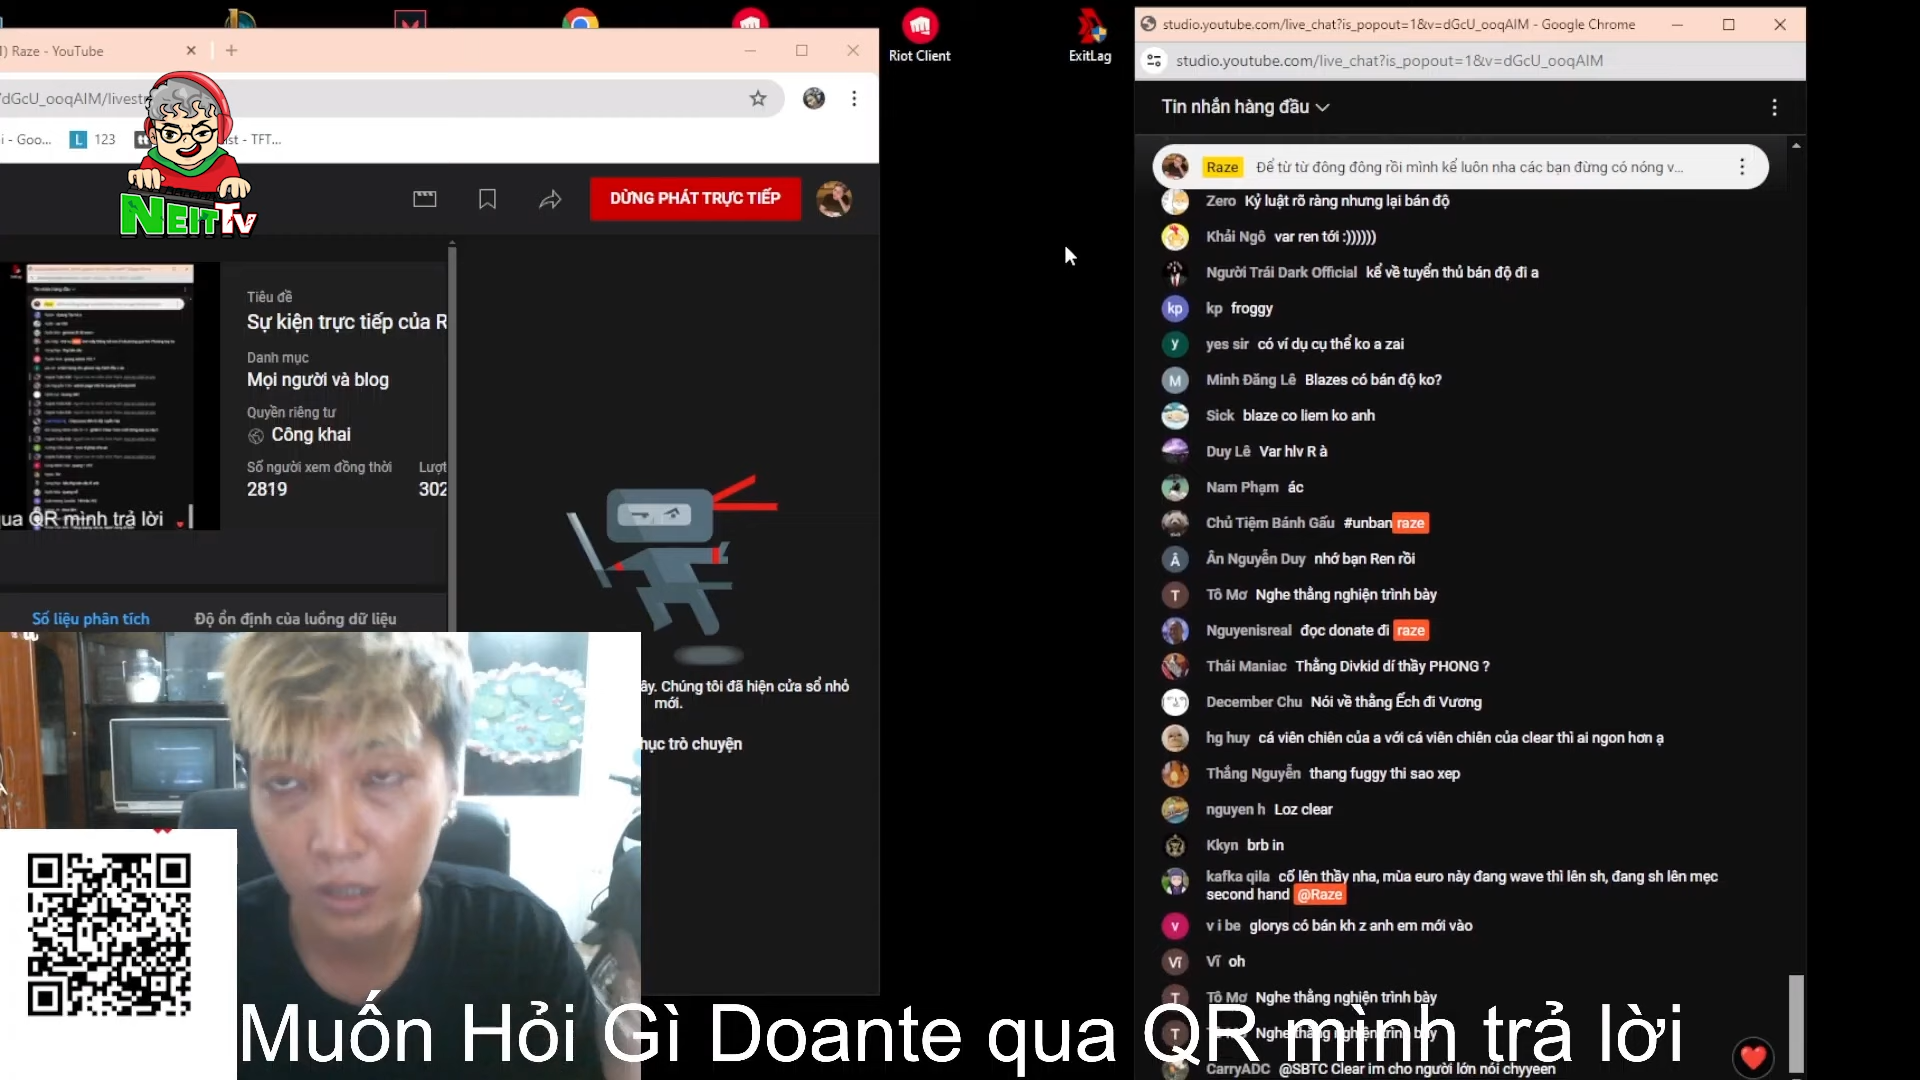 Riot Client
ExitLag
) Raze - YouTube
dGcU_ooqAIM/livestr
i - Goo...
L 123
st - TFT...
NEITTV
DỪNG PHÁT TRỰC TIẾP
Tiêu đề
Sự kiện trực tiếp của R
Danh mục
Mọi người và blog
Quyền riêng tư
Công khai
Số người xem đồng thời
Lượt
2819
302
ua QR mình trả lời
Số liệu phân tích
Độ ổn định của luồng dữ liệu
ây. Chúng tôi đã hiện cửa sổ nhỏ
mới.
hục trò chuyện
studio.youtube.com/live_chat?is_popout=1&v=dGcU_ooqAIM - Google Chrome
studio.youtube.com/live_chat?is_popout=1&v=dGcU_ooqAIM
Tin nhắn hàng đầu
Raze Để từ từ đông đông rồi mình kể luôn nha các bạn đừng có nóng v...
Zero Kỷ luật rõ ràng nhưng lại bán độ
Khải Ngô var ren tới :))))))
Người Trái Dark Official kể về tuyển thủ bán độ đi a
kp kp froggy
y yes sir có ví dụ cụ thể ko a zai
M Minh Đăng Lê Blazes có bán độ ko?
Sick blaze co liem ko anh
Duy Lê Var hlv R à
Nam Phạm ác
Chủ Tiệm Bánh Gấu #unban raze
Â Ân Nguyễn Duy nhớ bạn Ren rồi
T Tô Mơ Nghe thằng nghiện trình bày
Nguyenisreal đọc donate đi raze
Thái Maniac Thằng Divkid dí thầy PHONG ?
December Chu Nói về thằng Ếch đi Vương
hg huy cá viên chiên của a với cá viên chiên của clear thì ai ngon hơn ạ
Thắng Nguyễn thang fuggy thi sao xep
nguyen h Loz clear
Kkyn brb in
kafka qila cố lên thầy nha, mùa euro này đang wave thì lên sh, đang sh lên mẹc
second hand @Raze
v v i be glorys có bán kh z anh em mới vào
Vĩ Vĩ oh
T Tô Mơ Nghe thằng nghiện trình bày
T Tô Mơ Nghe thằng nghiện trình bày
CarryADC @SBTC Clear im cho người lớn nói chyyeen
Muốn Hỏi Gì Doante qua QR mình trả lời